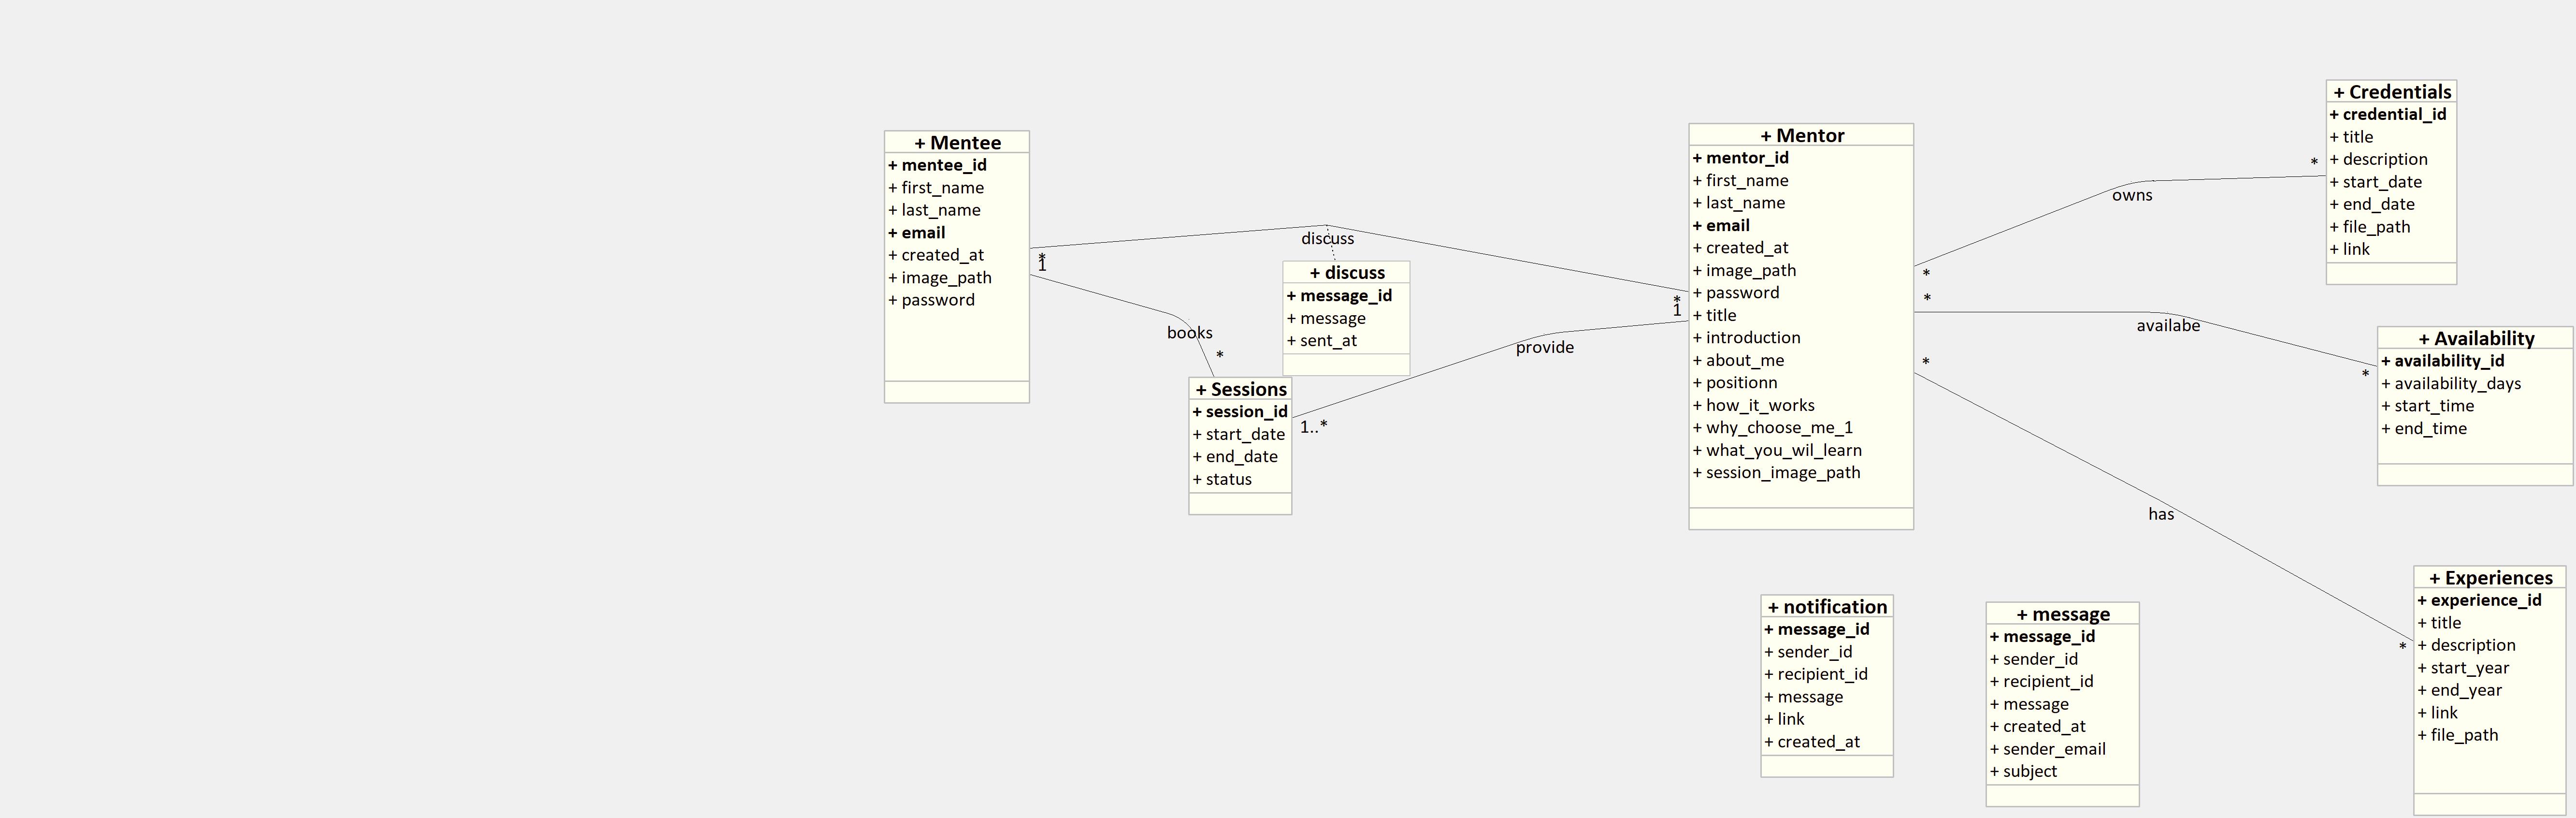 + Mentee
+ mentee_id
+ first_name
+ last_name
+ email
+ created_at
+ image_path
+ password
*
1
discuss
+ discuss
+ message_id
+ message
+ sent_at
books
*
+ Sessions
+ session_id
+ start_date
+ end_date
+ status
1..*
provide
*
1
+ Mentor
+ mentor_id
+ first_name
+ last_name
+ email
+ created_at
+ image_path
+ password
+ title
+ introduction
+ about_me
+ positionn
+ how_it_works
+ why_choose_me_1
+ what_you_wil_learn
+ session_image_path
*
owns
*
+ Credentials
+ credential_id
+ title
+ description
+ start_date
+ end_date
+ file_path
+ link
*
availabe
*
+ Availability
+ availability_id
+ availability_days
+ start_time
+ end_time
*
has
*
+ Experiences
+ experience_id
+ title
+ description
+ start_year
+ end_year
+ link
+ file_path
+ notification
+ message_id
+ sender_id
+ recipient_id
+ message
+ link
+ created_at
+ message
+ message_id
+ sender_id
+ recipient_id
+ message
+ created_at
+ sender_email
+ subject